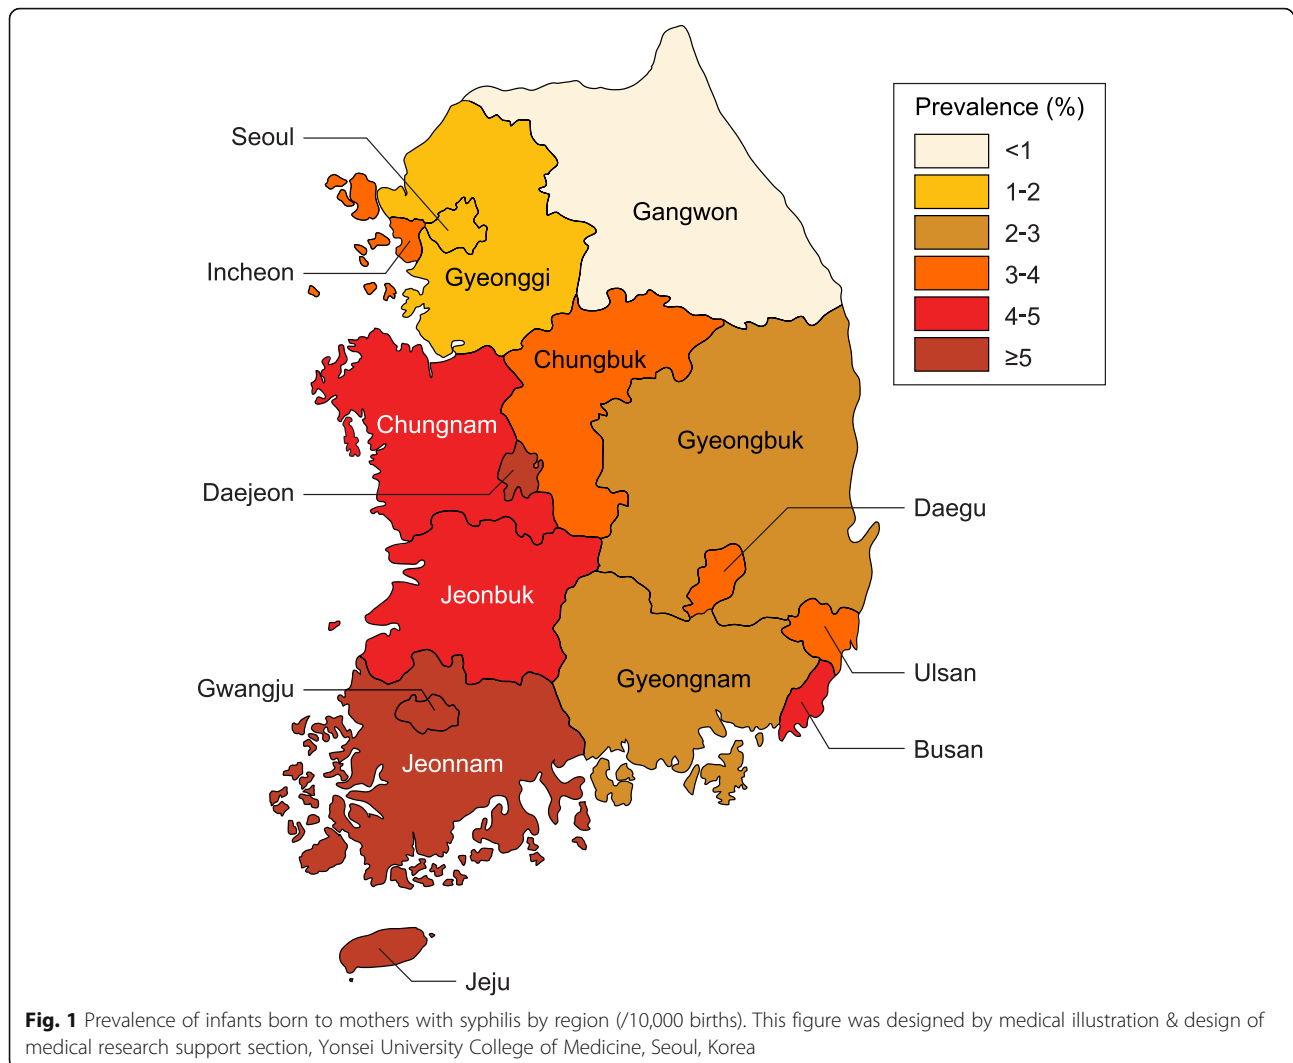 Prevalence (%)
<1
1-2
2-3
3-4
4-5
≥5
Seoul
Gangwon
Incheon
Gyeonggi
Chungbuk
Chungnam
Gyeongbuk
Daejeon
Daegu
Jeonbuk
Ulsan
Gyeongnam
Gwangju
Busan
Jeonnam
Jeju
Fig. 1 Prevalence of infants born to mothers with syphilis by region (/10,000 births). This figure was designed by medical illustration & design of
medical research support section, Yonsei University College of Medicine, Seoul, Korea